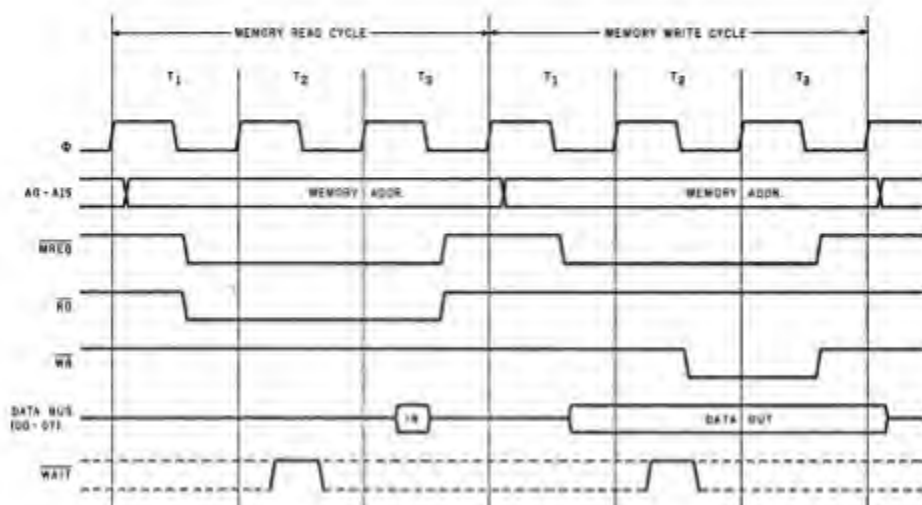 MEMORY READ CYCLE MEMORY WRITE CYCLE
T1 T2 T3 T1 T2 T3
Φ
A0 - A15 MEMORY ADDR. MEMORY ADDR.
MREQ
RD
WR
DATA BUS
(D0 - D7) IN DATA OUT
WAIT